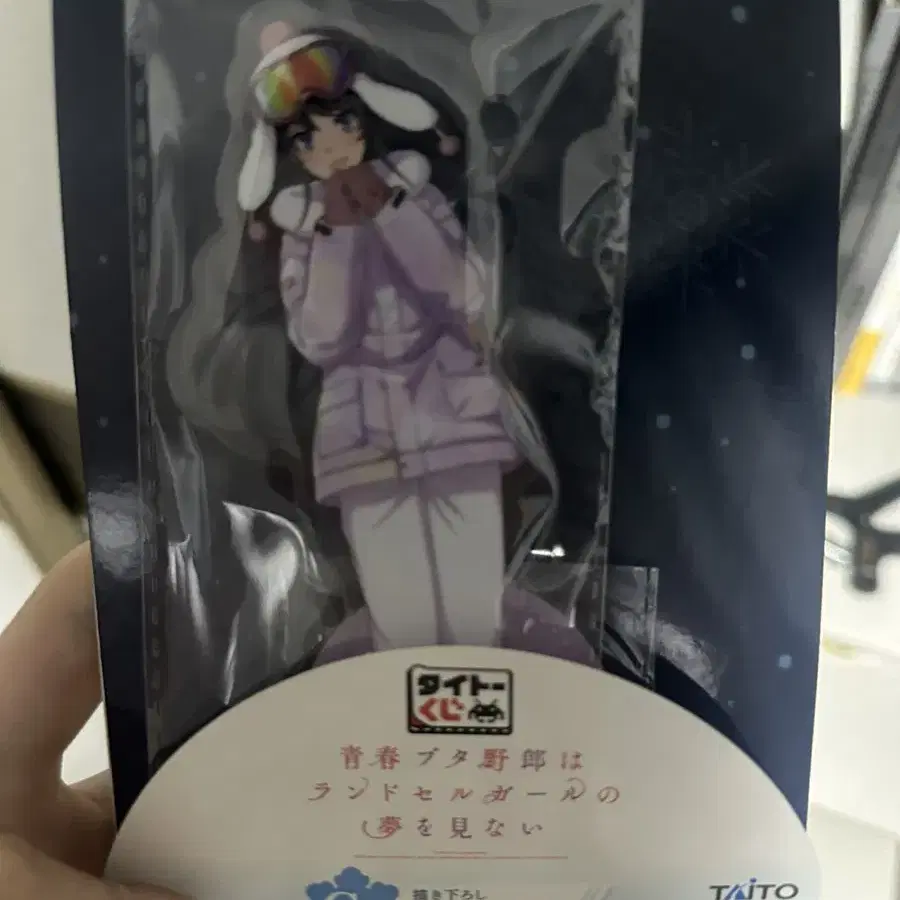 タイトー
くじ
青春ブタ野郎は
ランドセルガールの
夢を見ない
描き下ろし
TAITO